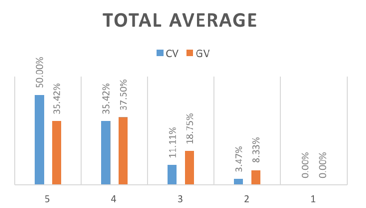 TOTAL AVERAGE
CV GV
50.00% 35.42% 35.42% 37.50% 11.11% 18.75% 3.47% 8.33% 0.00% 0.00%
5 4 3 2 1